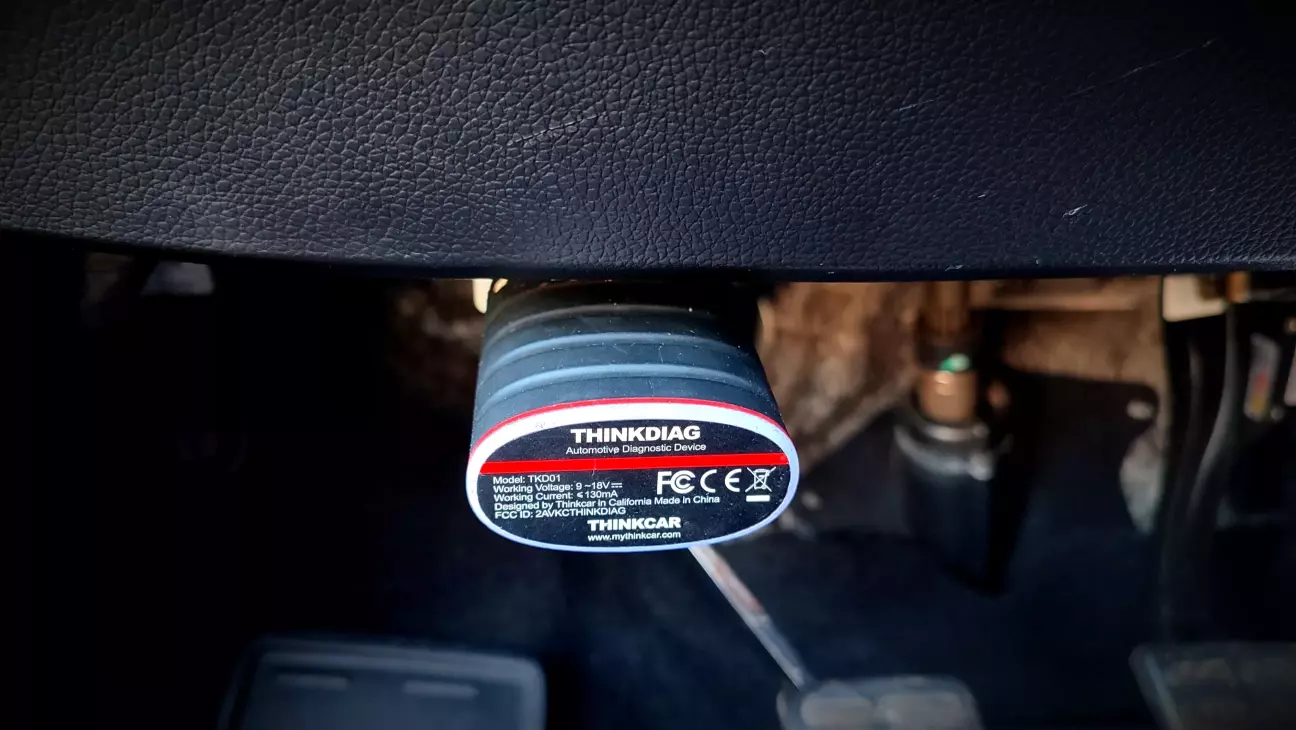 THINKDIAG
Automotive Diagnostic Device
Model: TKD01
Working Voltage: 9 ~18V⎓
Working Current: ≤130mA
Designed by Thinkcar in California Made in China
FCC ID: 2AVKCTHINKDIAG
FC CE
THINKCAR
www.mythinkcar.com